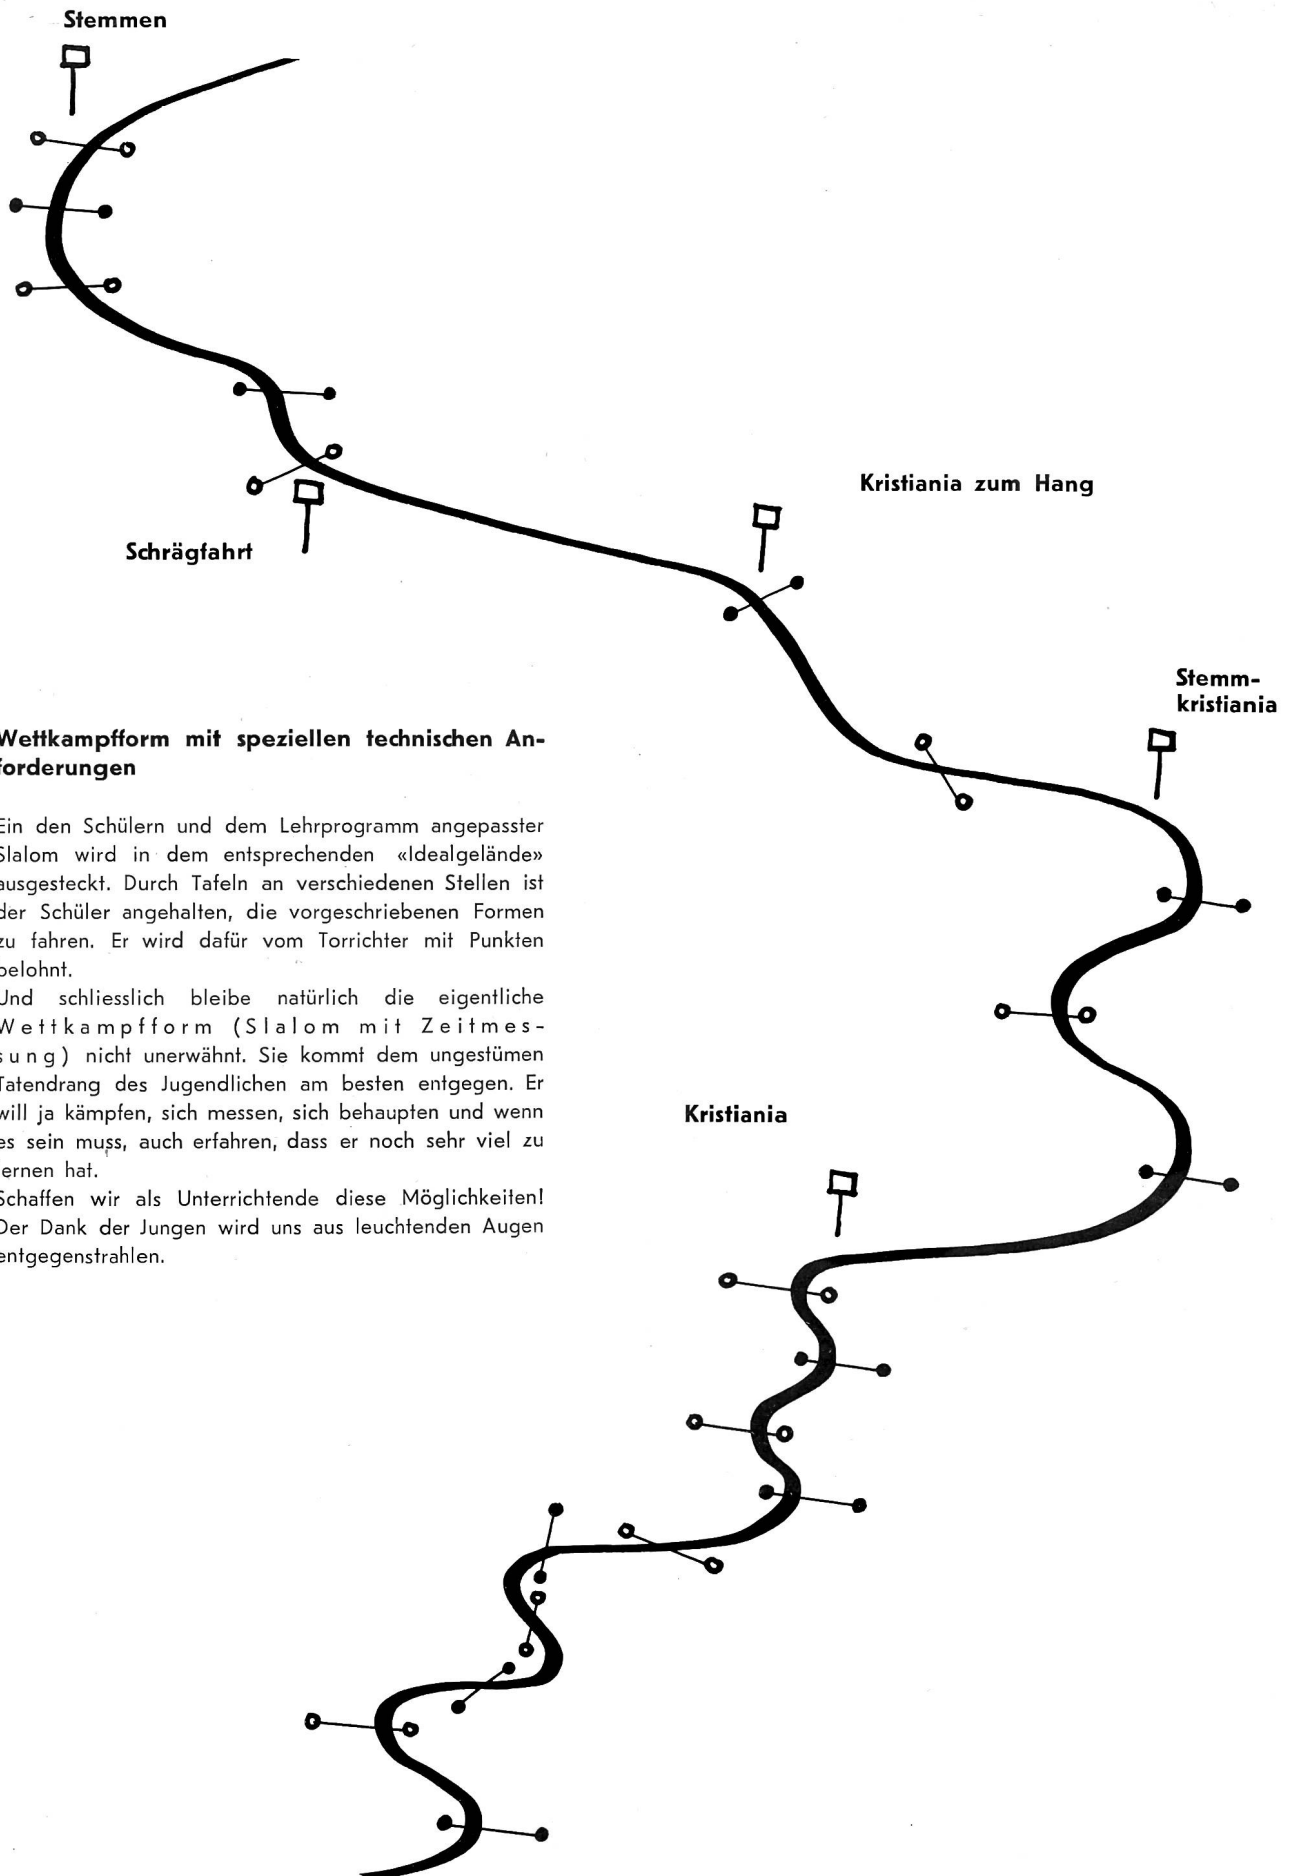 Stemmen
Kristiania zum Hang
Schrägfahrt
Stemm-
kristiania
Wettkampfform mit speziellen technischen An-
forderungen
Ein den Schülern und dem Lehrprogramm angepasster
Slalom wird in dem entsprechenden «Idealgelände»
ausgesteckt. Durch Tafeln an verschiedenen Stellen ist
der Schüler angehalten, die vorgeschriebenen Formen
zu fahren. Er wird dafür vom Torrichter mit Punkten
belohnt.
Und schliesslich bleibe natürlich die eigentliche
Wettkampfform (Slalom mit Zeitmes-
sung) nicht unerwähnt. Sie kommt dem ungestümen
Tatendrang des Jugendlichen am besten entgegen. Er
will ja kämpfen, sich messen, sich behaupten und wenn
es sein muss, auch erfahren, dass er noch sehr viel zu
ernen hat.
Schaffen wir als Unterrichtende diese Möglichkeiten!
Der Dank der Jungen wird uns aus leuchtenden Augen
entgegenstrahlen.
Kristiania